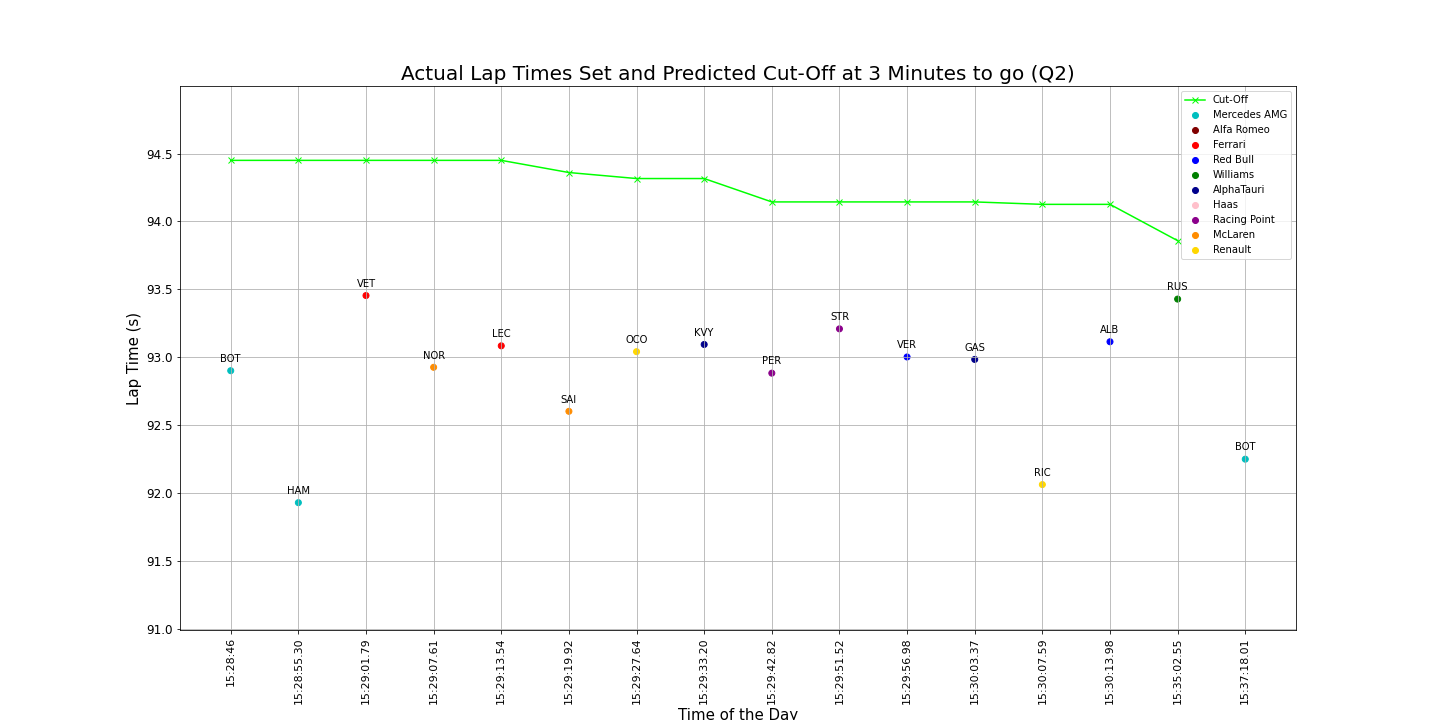 Actual Lap Times Set and Predicted Cut-Off at 3 Minutes to go (Q2)
Cut-Off
Mercedes AMG
Alfa Romeo
Ferrari
Red Bull
Williams
AlphaTauri
Haas
Racing Point
McLaren
Renault
Lap Time (s)
94.5
94.0
93.5
93.0
92.5
92.0
91.5
91.0
BOT
HAM
VET
NOR
LEC
SAI
OCO
KVY
PER
STR
VER
GAS
RIC
ALB
RUS
BOT
15:28:46
15:28:55.30
15:29:01.79
15:29:07.61
15:29:13.54
15:29:19.92
15:29:27.64
15:29:33.20
15:29:42.82
15:29:51.52
15:29:56.98
15:30:03.37
15:30:07.59
15:30:13.98
15:35:02.55
15:37:18.01
Time of the Day